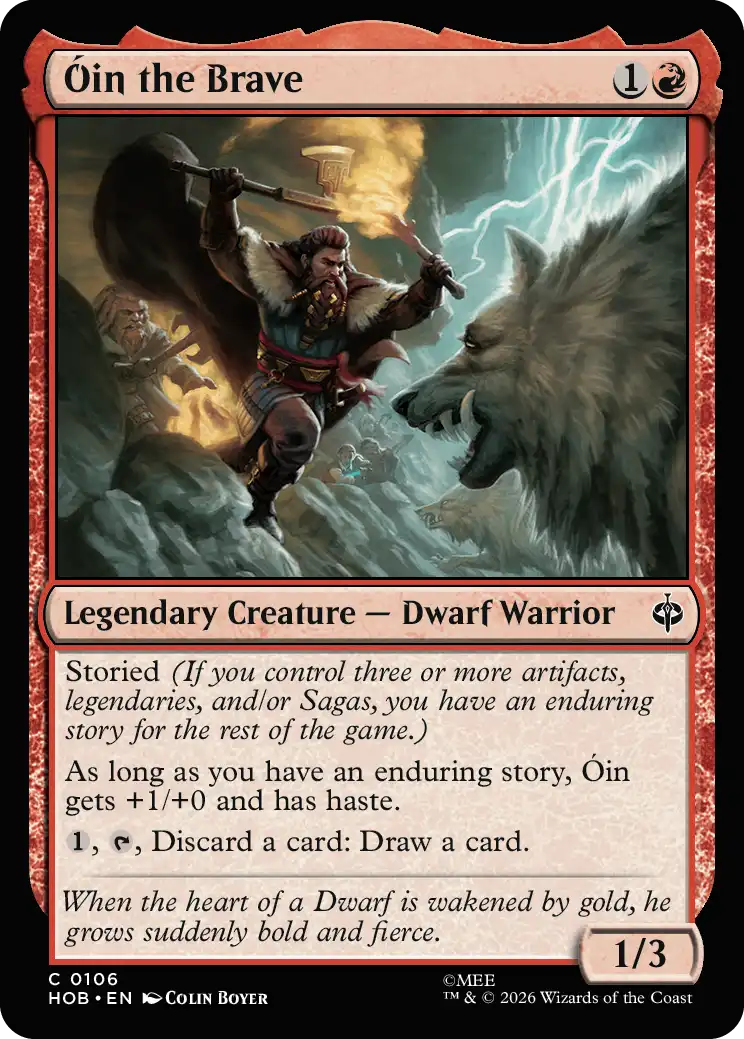 Óin the Brave 1
Legendary Creature — Dwarf Warrior
Storied (If you control three or more artifacts,
legendaries, and/or Sagas, you have an enduring
story for the rest of the game.)
As long as you have an enduring story, Óin
gets +1/+0 and has haste.
1, , Discard a card: Draw a card.
When the heart of a Dwarf is wakened by gold, he
grows suddenly bold and fierce.
1/3
C 0106
HOB • EN COLIN BOYER
©MEE
™ & © 2026 Wizards of the Coast